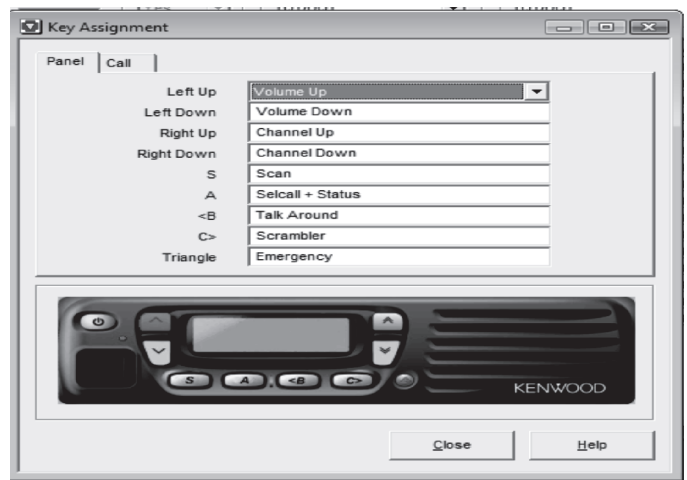 Key Assignment
Panel Call
Left Up Volume Up
Left Down Volume Down
Right Up Channel Up
Right Down Channel Down
S Scan
A Selcall + Status
<B Talk Around
C> Scrambler
Triangle Emergency
S A <B C>
KENWOOD
Close Help